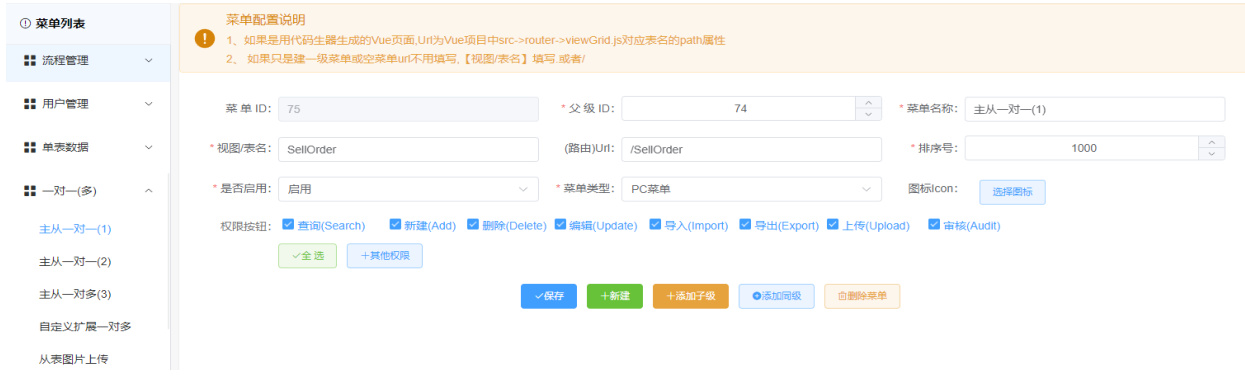 菜单列表
流程管理
用户管理
单表数据
一对一(多)
主从一对一(1)
主从一对一(2)
主从一对多(3)
自定义扩展一对多
从表图片上传
菜单配置说明
1、如果是用代码生器生成的Vue页面,Url为Vue项目中src->router->viewGrid.js对应表名的path属性
2、 如果只是建一级菜单或空菜单url不用填写,【视图/表名】填写.或者/
菜 单 ID: 75 * 父 级 ID: 74 * 菜单名称: 主从一对一(1)
* 视图/表名: SellOrder (路由)Url: /SellOrder * 排序号: 1000
* 是否启用: 启用 * 菜单类型: PC菜单 图标Icon: 选择图标
权限按钮: 查询(Search) 新建(Add) 删除(Delete) 编辑(Update) 导入(Import) 导出(Export) 上传(Upload) 审核(Audit)
全 选 +其他权限
保存 +新建 +添加子级 添加同级 删除菜单